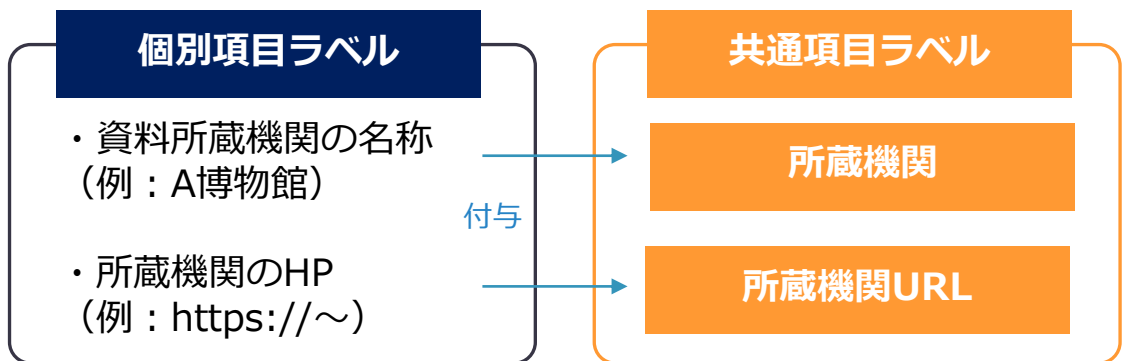 個別項目ラベル
・資料所蔵機関の名称
（例：A博物館）
・所蔵機関のHP
（例：https://～）
付与
共通項目ラベル
所蔵機関
所蔵機関URL